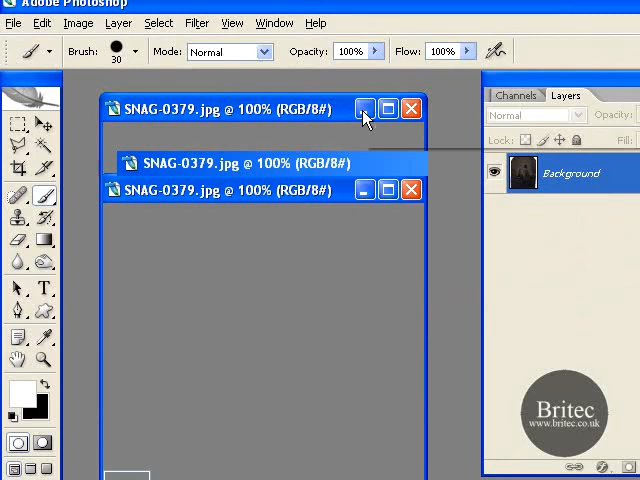 Adobe Photoshop
File Edit Image Layer Select Filter View Window Help
Brush: 30 Mode: Normal Opacity: 100% Flow: 100%
SNAG-0379.jpg @ 100% (RGB/8#)
Channels Layers
Normal Opacity:
Lock: Fill:
SNAG-0379.jpg @ 100% (RGB/8#)
Background
SNAG-0379.jpg @ 100% (RGB/8#)
T
Britec
www.britec.co.uk